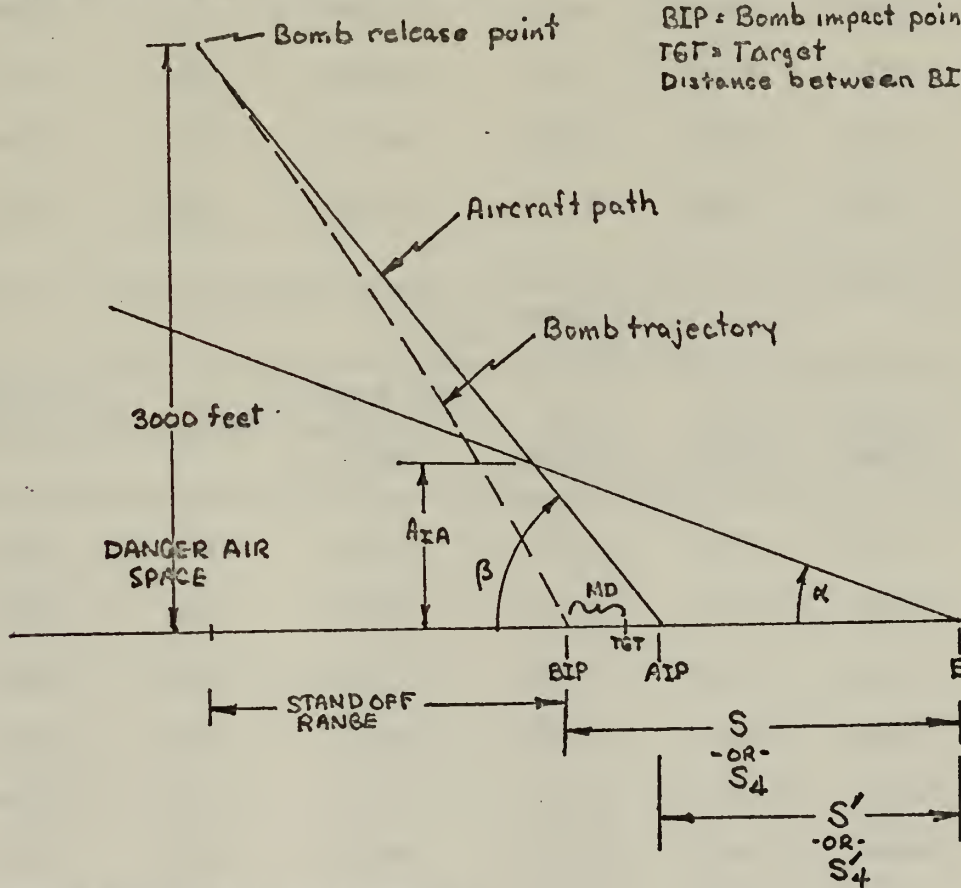 BIP = Bomb impact poin
TGT = Target
Distance between BI
Bomb release point
Aircraft path
Bomb trajectory
3000 feet
DANGER AIR
SPACE
A_IA
β
MD
α
TGT
BIP
AIP
E
STAND OFF
RANGE
S
-OR-
S₄
S′
-OR-
S′₄